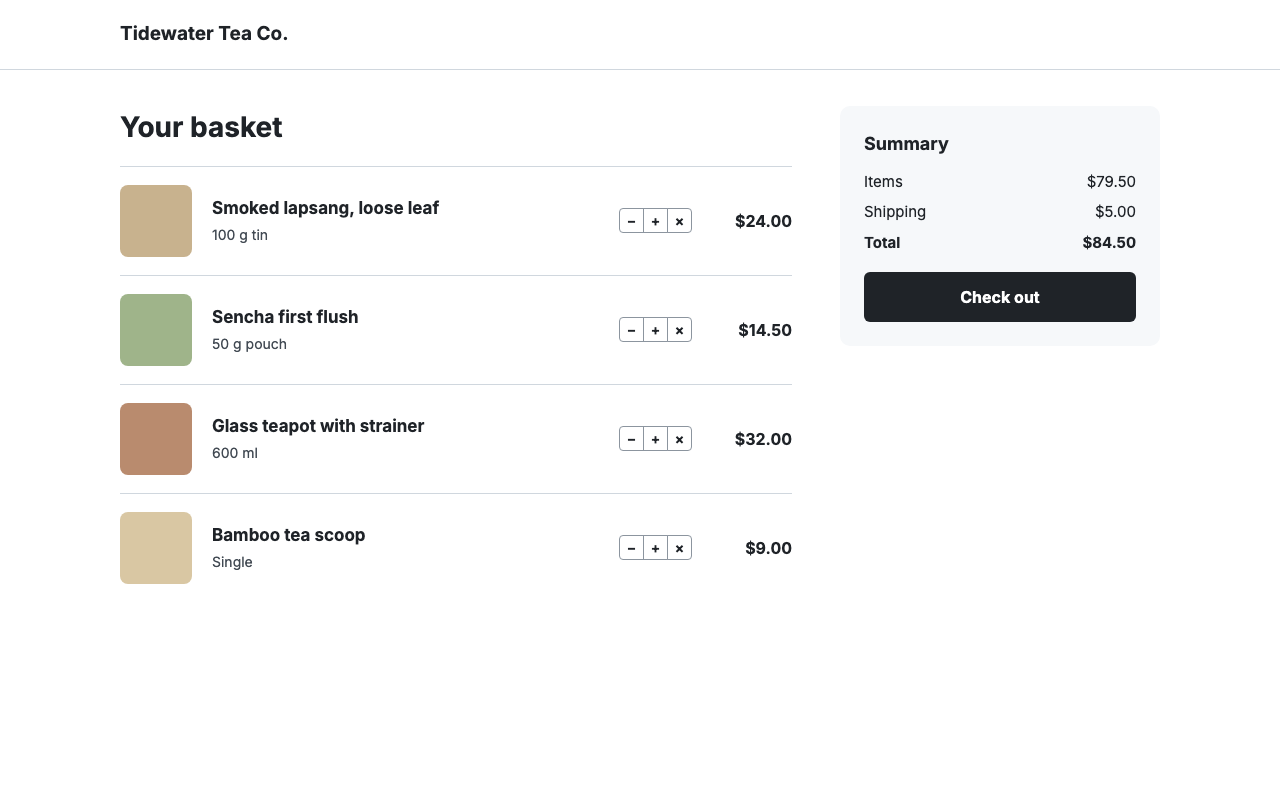 Tidewater Tea Co.
Your basket
Smoked lapsang, loose leaf
100 g tin
− + ×
$24.00
Sencha first flush
50 g pouch
− + ×
$14.50
Glass teapot with strainer
600 ml
− + ×
$32.00
Bamboo tea scoop
Single
− + ×
$9.00
Summary
Items $79.50
Shipping $5.00
Total $84.50
Check out